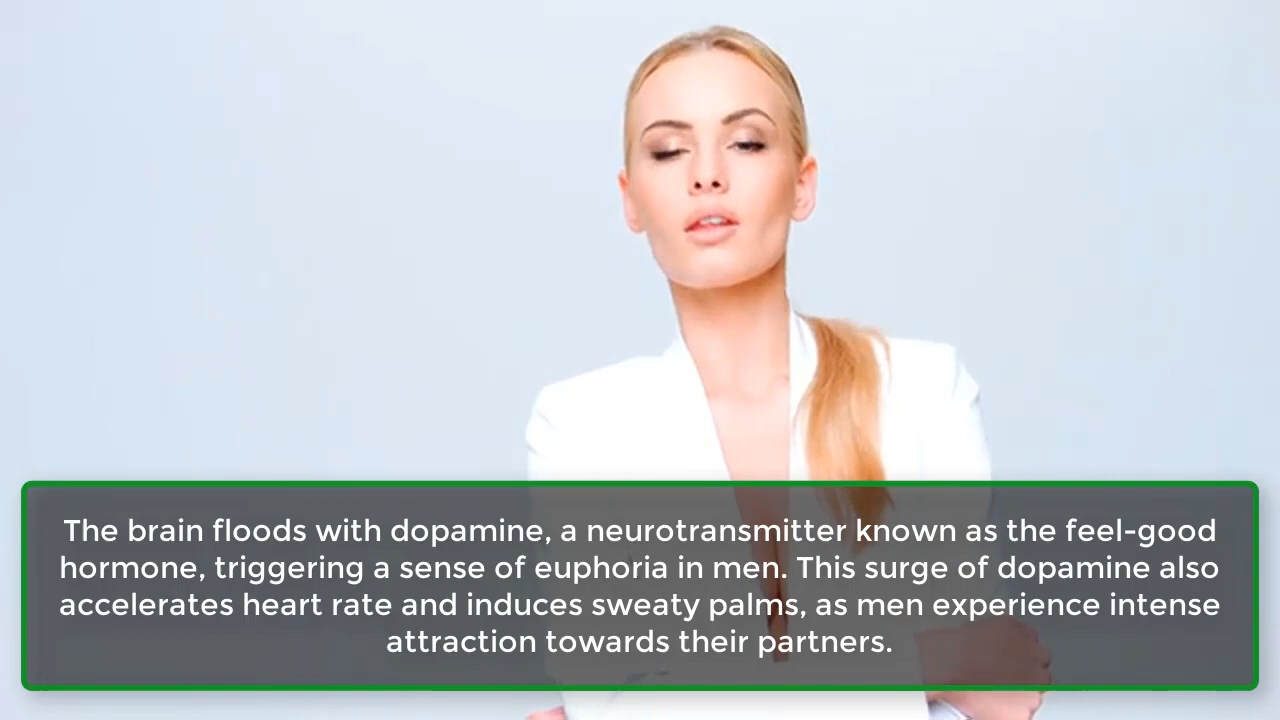 The brain floods with dopamine, a neurotransmitter known as the feel-good
hormone, triggering a sense of euphoria in men. This surge of dopamine also
accelerates heart rate and induces sweaty palms, as men experience intense
attraction towards their partners.